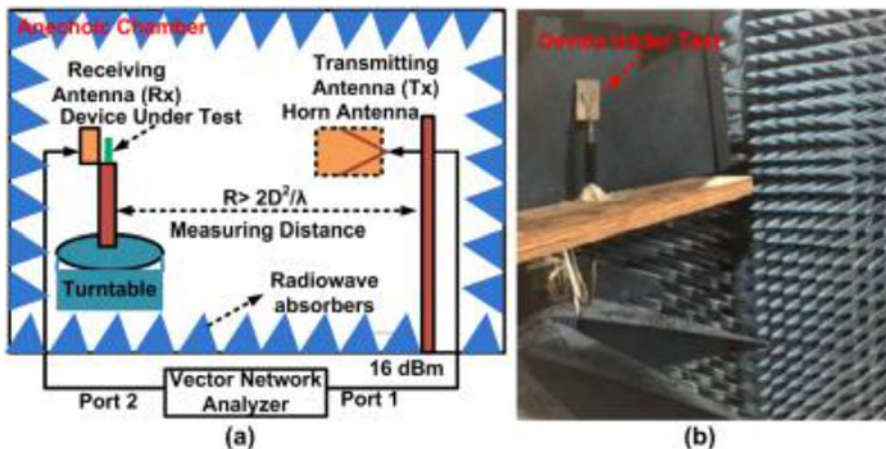 Anechoic Chamber
Receiving
Antenna (Rx)
Device Under Test
Transmitting
Antenna (Tx)
Horn Antenna
R> 2D²/λ
Measuring Distance
Turntable
Radiowave
absorbers
16 dBm
Port 2
Vector Network
Analyzer
Port 1
(a)
Device Under Test
(b)